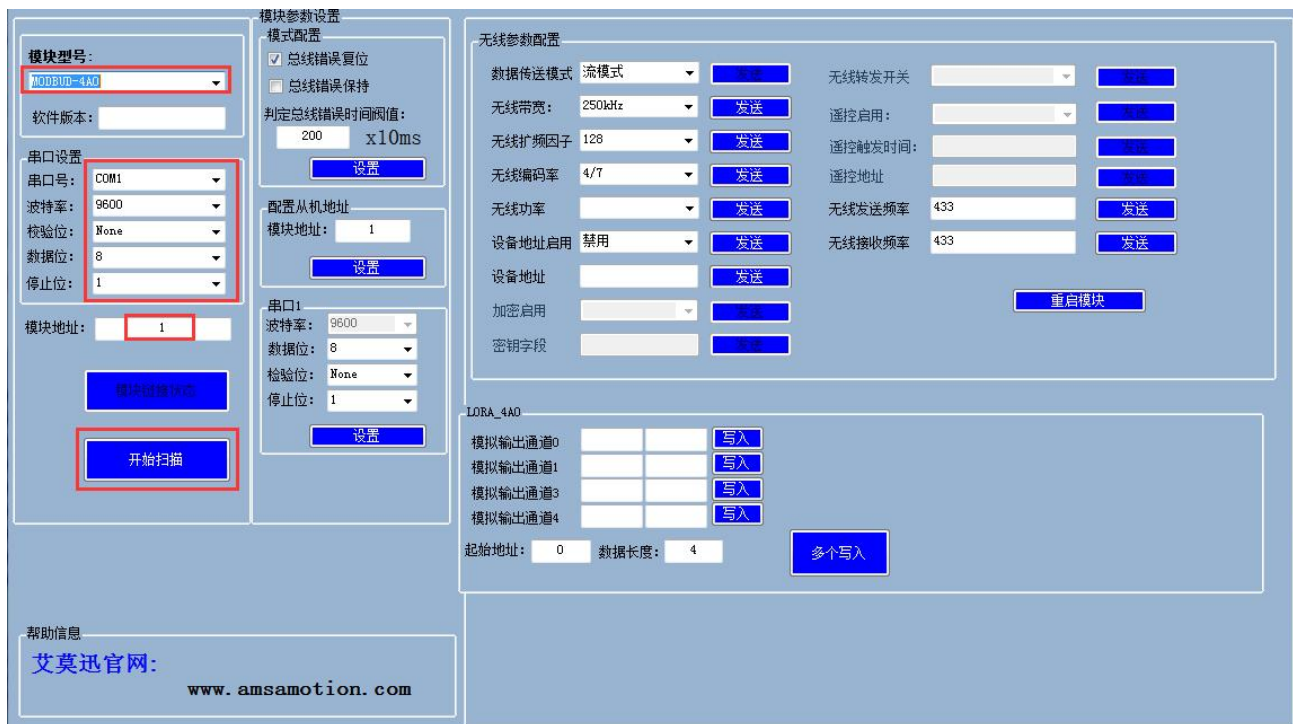 模块型号:
MODBUD-4AO
软件版本:
串口设置
串口号: COM1
波特率: 9600
校验位: None
数据位: 8
停止位: 1
模块地址: 1
模块链接状态
开始扫描
帮助信息
艾莫迅官网:
www.amsamotion.com
模块参数设置
模式配置
总线错误复位
总线错误保持
判定总线错误时间阀值:
200 x10ms
设置
配置从机地址
模块地址: 1
设置
串口1
波特率: 9600
数据位: 8
检验位: None
停止位: 1
设置
无线参数配置
数据传送模式 流模式 发送
无线带宽: 250kHz 发送
无线扩频因子 128 发送
无线编码率 4/7 发送
无线功率 发送
设备地址启用 禁用 发送
设备地址 发送
加密启用 发送
密钥字段 发送
无线转发开关 发送
遥控启用: 发送
遥控触发时间: 发送
遥控地址 发送
无线发送频率 433 发送
无线接收频率 433 发送
重启模块
LORA_4AO
模拟输出通道0 写入
模拟输出通道1 写入
模拟输出通道3 写入
模拟输出通道4 写入
起始地址: 0 数据长度: 4 多个写入